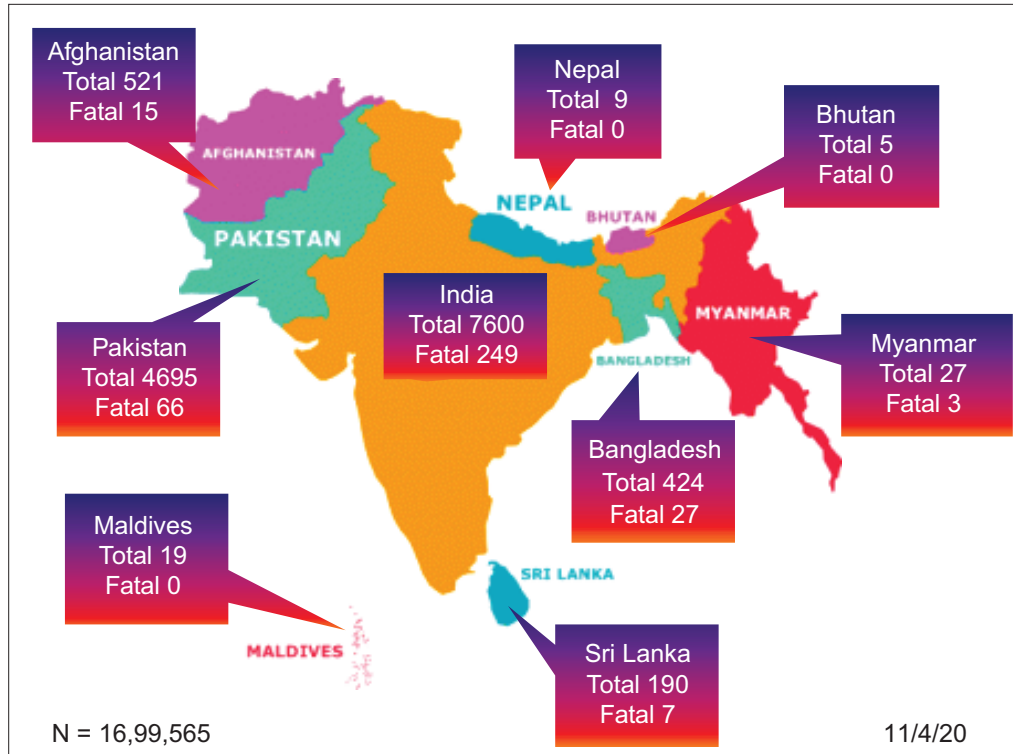 Afghanistan
Total 521
Fatal 15
Nepal
Total 9
Fatal 0
Bhutan
Total 5
Fatal 0
AFGHANISTAN
NEPAL
BHUTAN
PAKISTAN
India
Total 7600
Fatal 249
MYANMAR
Pakistan
Total 4695
Fatal 66
BANGLADESH
Myanmar
Total 27
Fatal 3
Bangladesh
Total 424
Fatal 27
Maldives
Total 19
Fatal 0
SRI LANKA
MALDIVES
Sri Lanka
Total 190
Fatal 7
N = 16,99,565
11/4/20